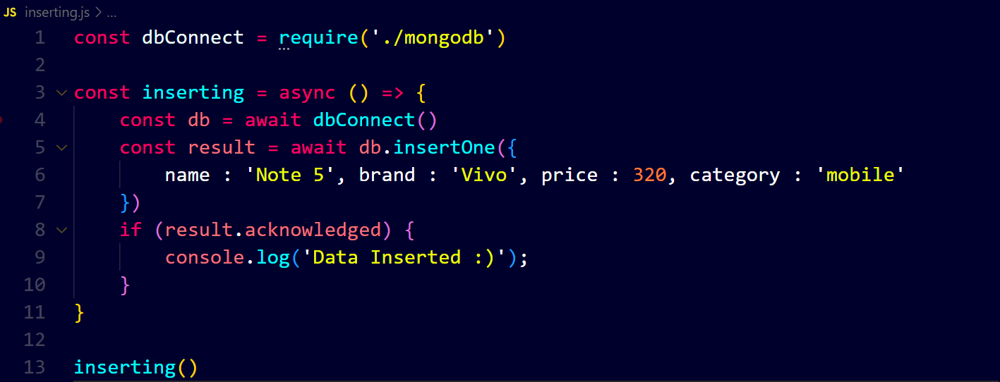 JS inserting.js > ...
1 const dbConnect = require('./mongodb')
2
3 const inserting = async () => {
4     const db = await dbConnect()
5     const result = await db.insertOne({
6         name : 'Note 5', brand : 'Vivo', price : 320, category : 'mobile'
7     })
8     if (result.acknowledged) {
9         console.log('Data Inserted :)');
10     }
11 }
12
13 inserting()